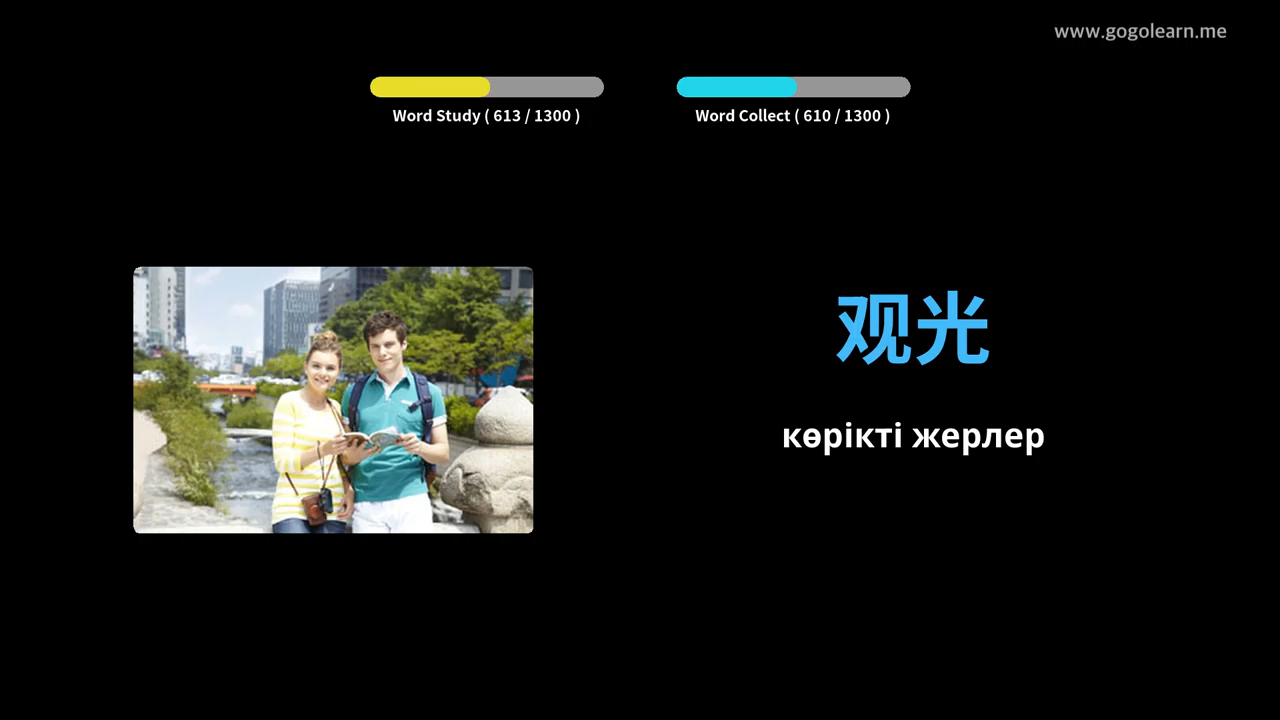 www.gogolearn.me
Word Study ( 613 / 1300 )
Word Collect ( 610 / 1300 )
观光
көрікті жерлер